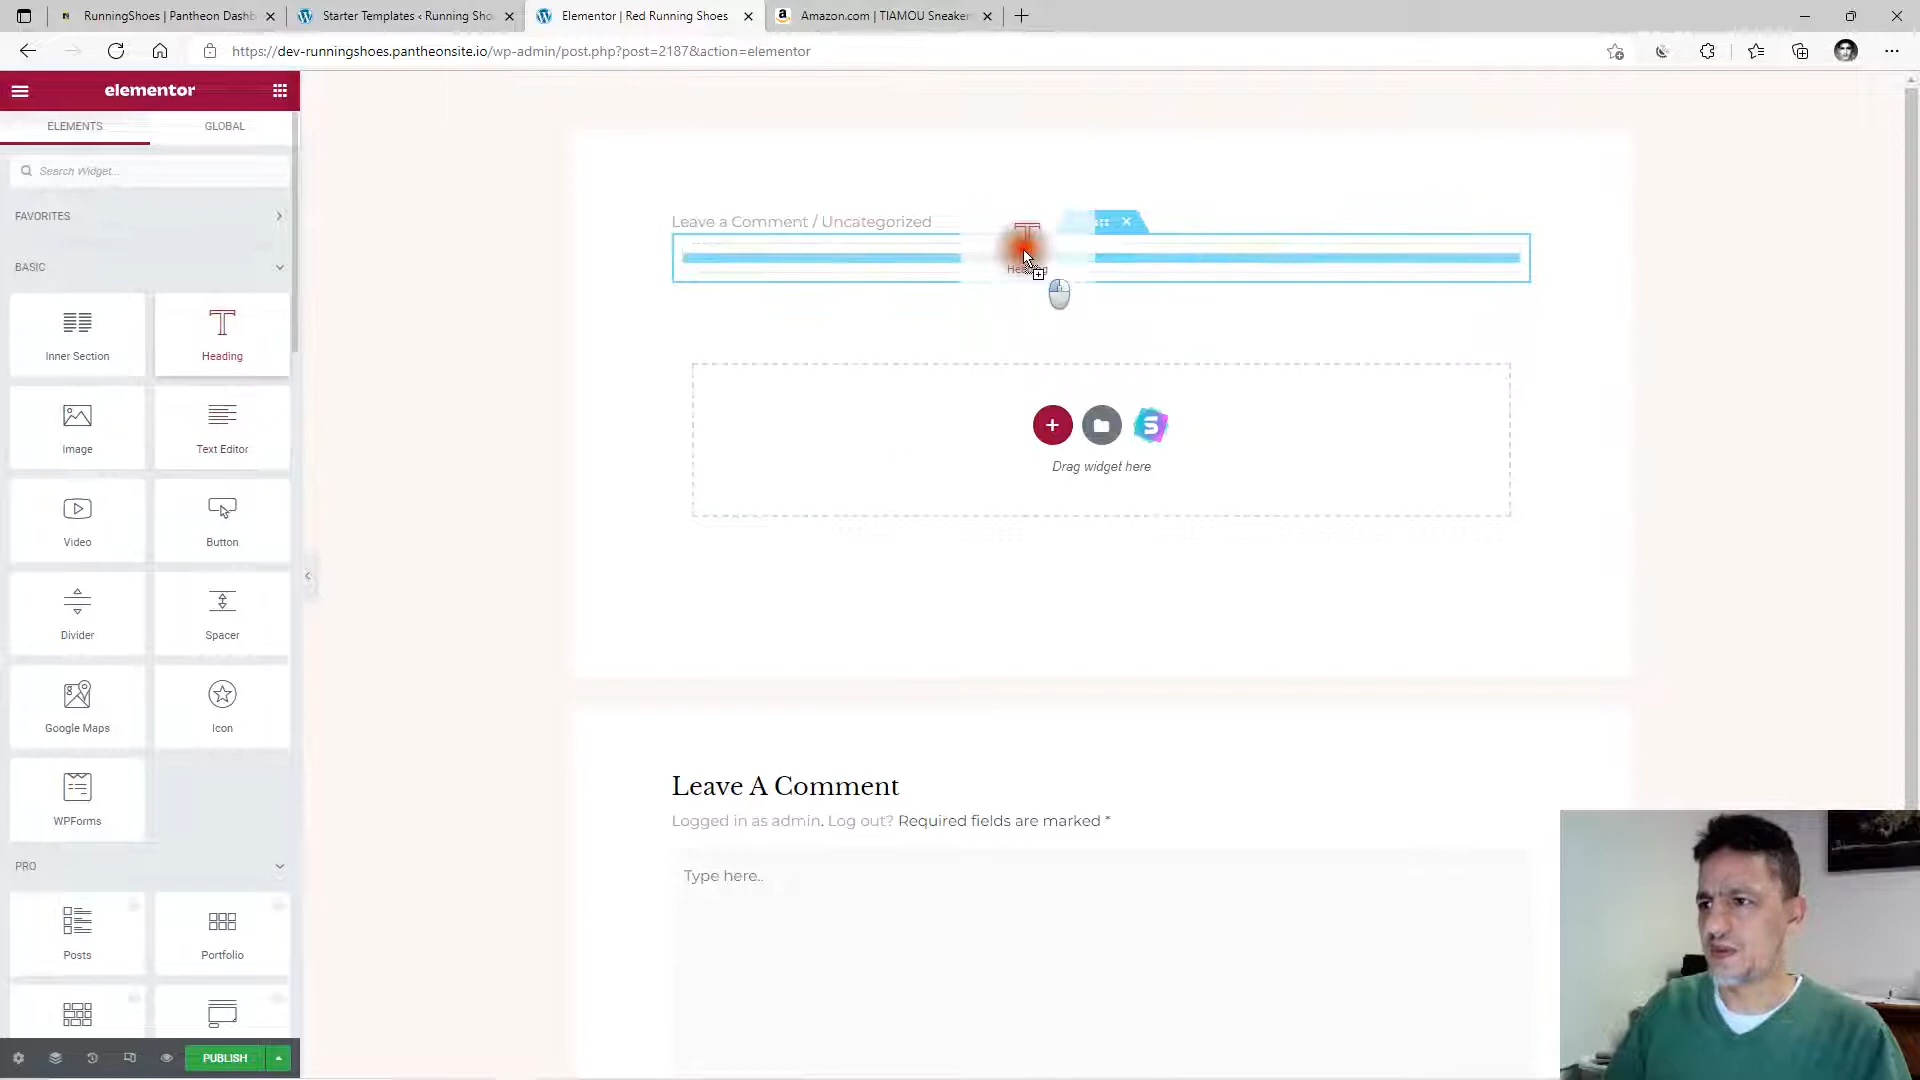 RunningShoes | Pantheon Dashb
Starter Templates ‹ Running Sho
Elementor | Red Running Shoes
Amazon.com | TIAMOU Sneaker
https://dev-runningshoes.pantheonsite.io/wp-admin/post.php?post=2187&action=elementor
elementor
ELEMENTS
GLOBAL
Search Widget...
FAVORITES
BASIC
Inner Section
Heading
Image
Text Editor
Video
Button
Divider
Spacer
Google Maps
Icon
WPForms
PRO
Posts
Portfolio
PUBLISH
Leave a Comment / Uncategorized
Drag widget here
Leave A Comment
Logged in as admin. Log out? Required fields are marked *
Type here..